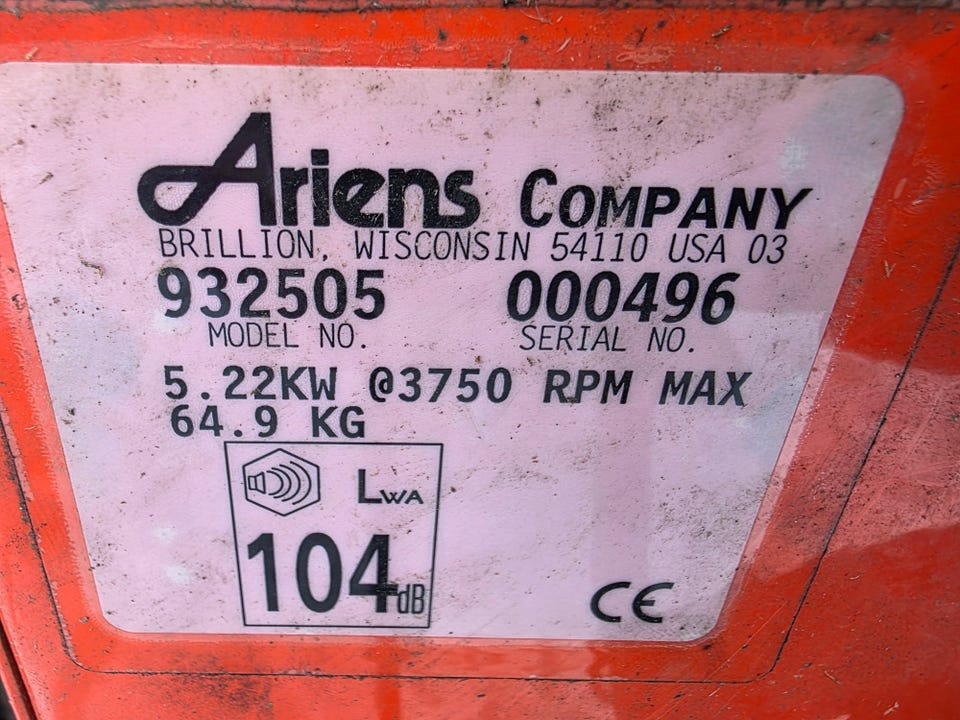 Ariens COMPANY
BRILLION, WISCONSIN 54110 USA 03
932505 000496
MODEL NO. SERIAL NO.
5.22KW @3750 RPM MAX
64.9 KG
LWA
104dB
CE